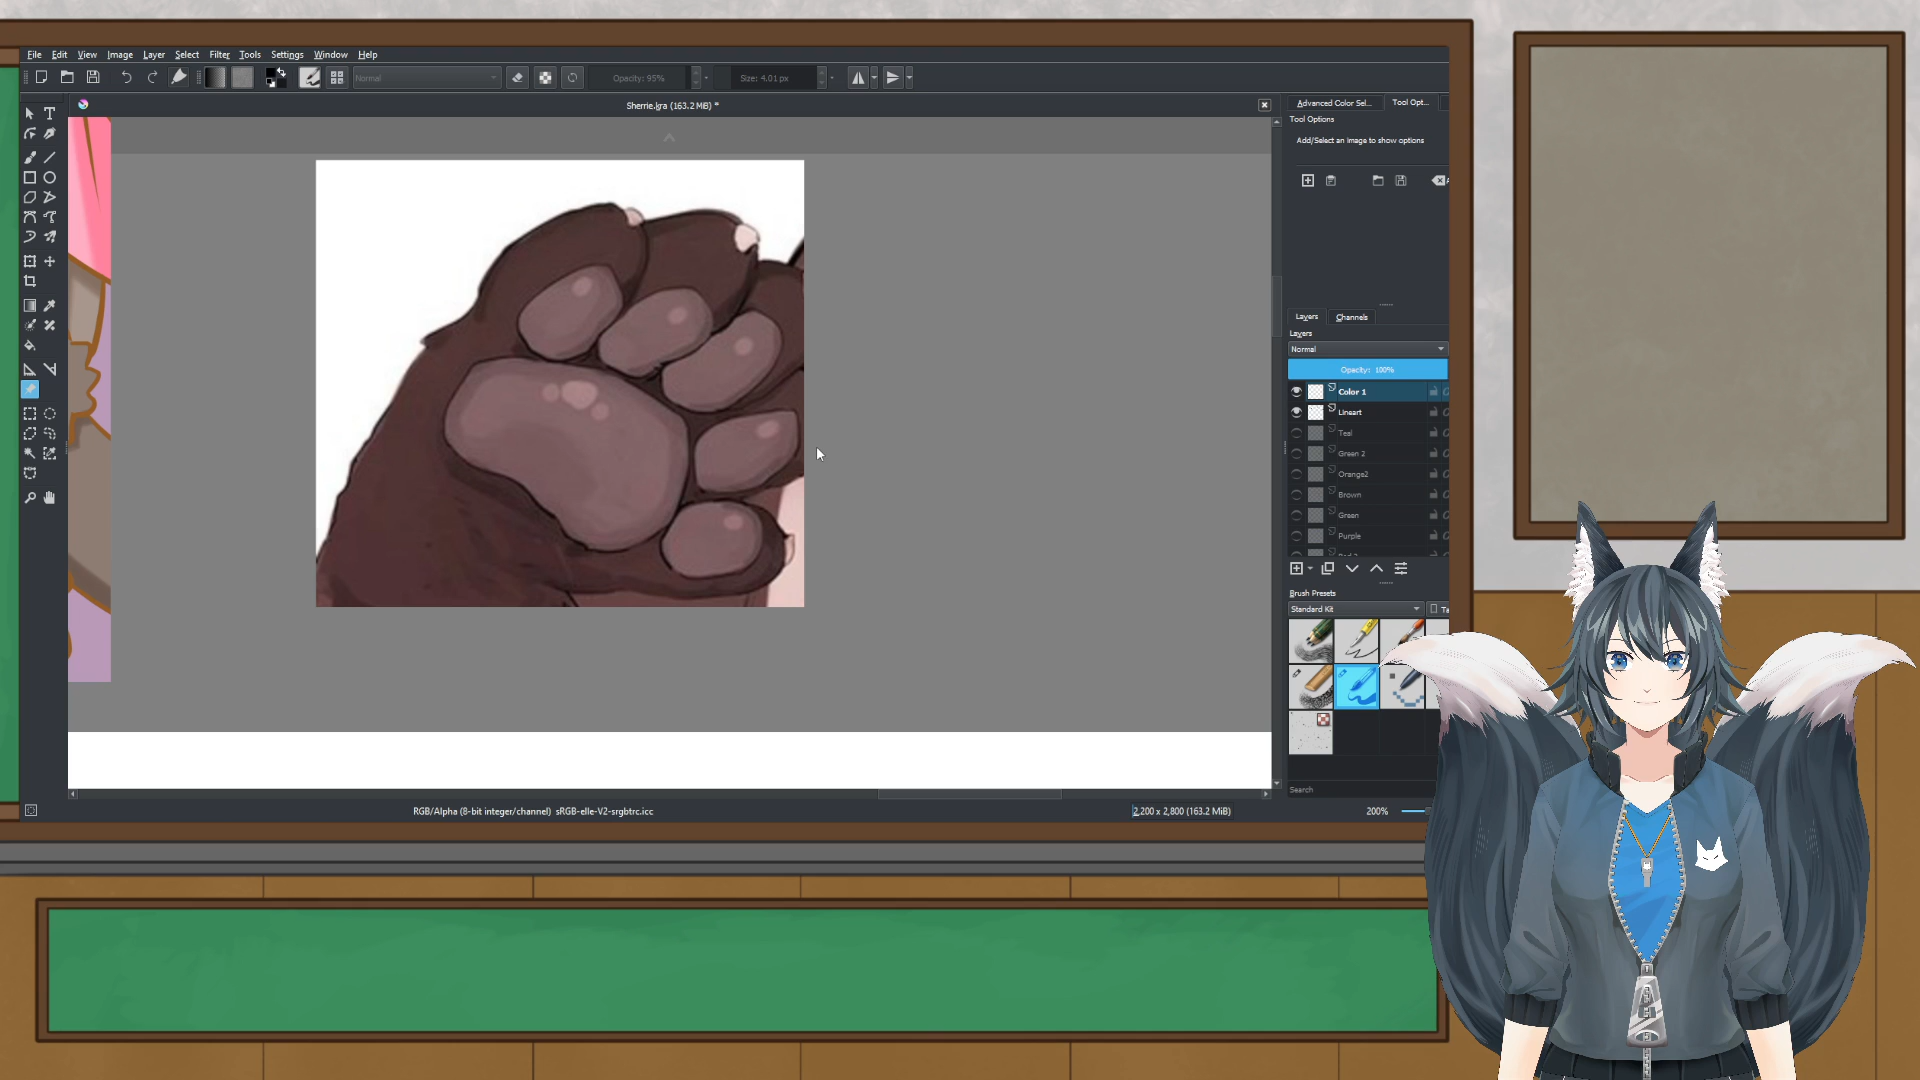 File Edit View Image Layer Select Filter Tools Settings Window Help
Normal Opacity: 95% Size: 4.01 px
Sherrie.kra (163.2 MiB) *
Advanced Color Sel... Tool Opt...
Tool Options
Add/Select an image to show options
Layers Channels
Layers
Normal
Opacity: 100%
Color 1
Lineart
Teal
Green 2
Orange2
Brown
Green
Purple
Brush Presets
Standard Kit Ta
Search
RGB/Alpha (8-bit integer/channel) sRGB-elle-V2-srgbtrc.icc 2,200 x 2,800 (163.2 MiB) 200%